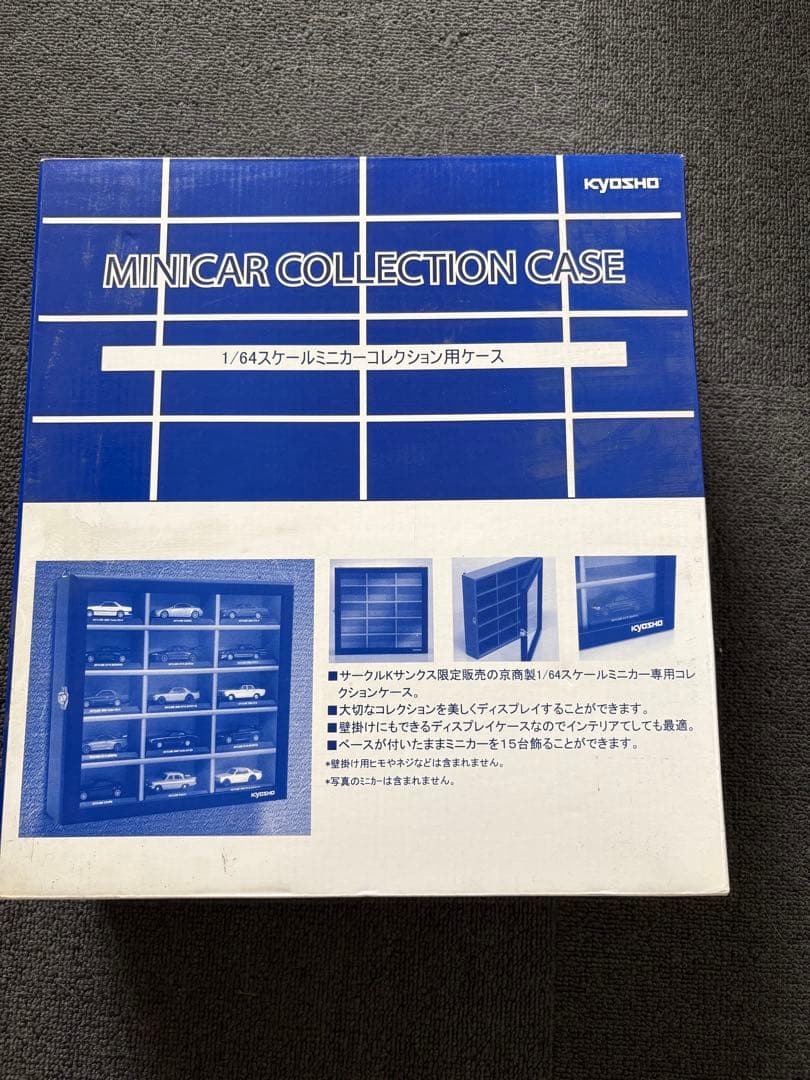 KYOSHO
MINICAR COLLECTION CASE
1/64スケールミニカーコレクション用ケース
KYOSHO
KYOSHO
■サークルKサンクス限定販売の京商製1/64スケールミニカー専用コレ
クションケース。
■大切なコレクションを美しくディスプレイすることができます。
■壁掛けにもできるディスプレイケースなのでインテリアてしても最適。
■ベースが付いたままミニカーを15台飾ることができます。
*壁掛け用ヒモやネジなどは含まれません。
*写真のミニカーは含まれません。